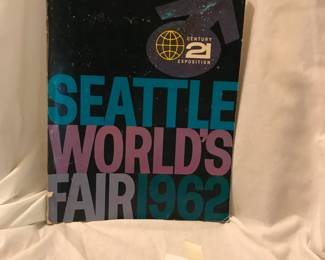 CENTURY
21
EXPOSITION
SEATTLE
WORLD'S
FAIR 1962